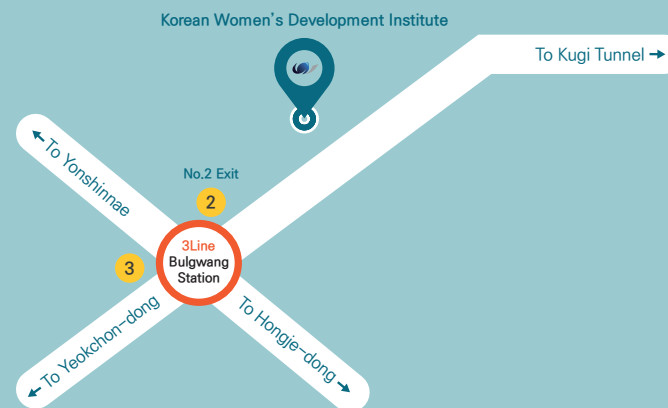 Korean Women's Development Institute
To Kugi Tunnel →
← To Yonshinnae
No.2 Exit
2
3Line
Bulgwang
Station
3
← To Yeokchon-dong
To Hongje-dong →